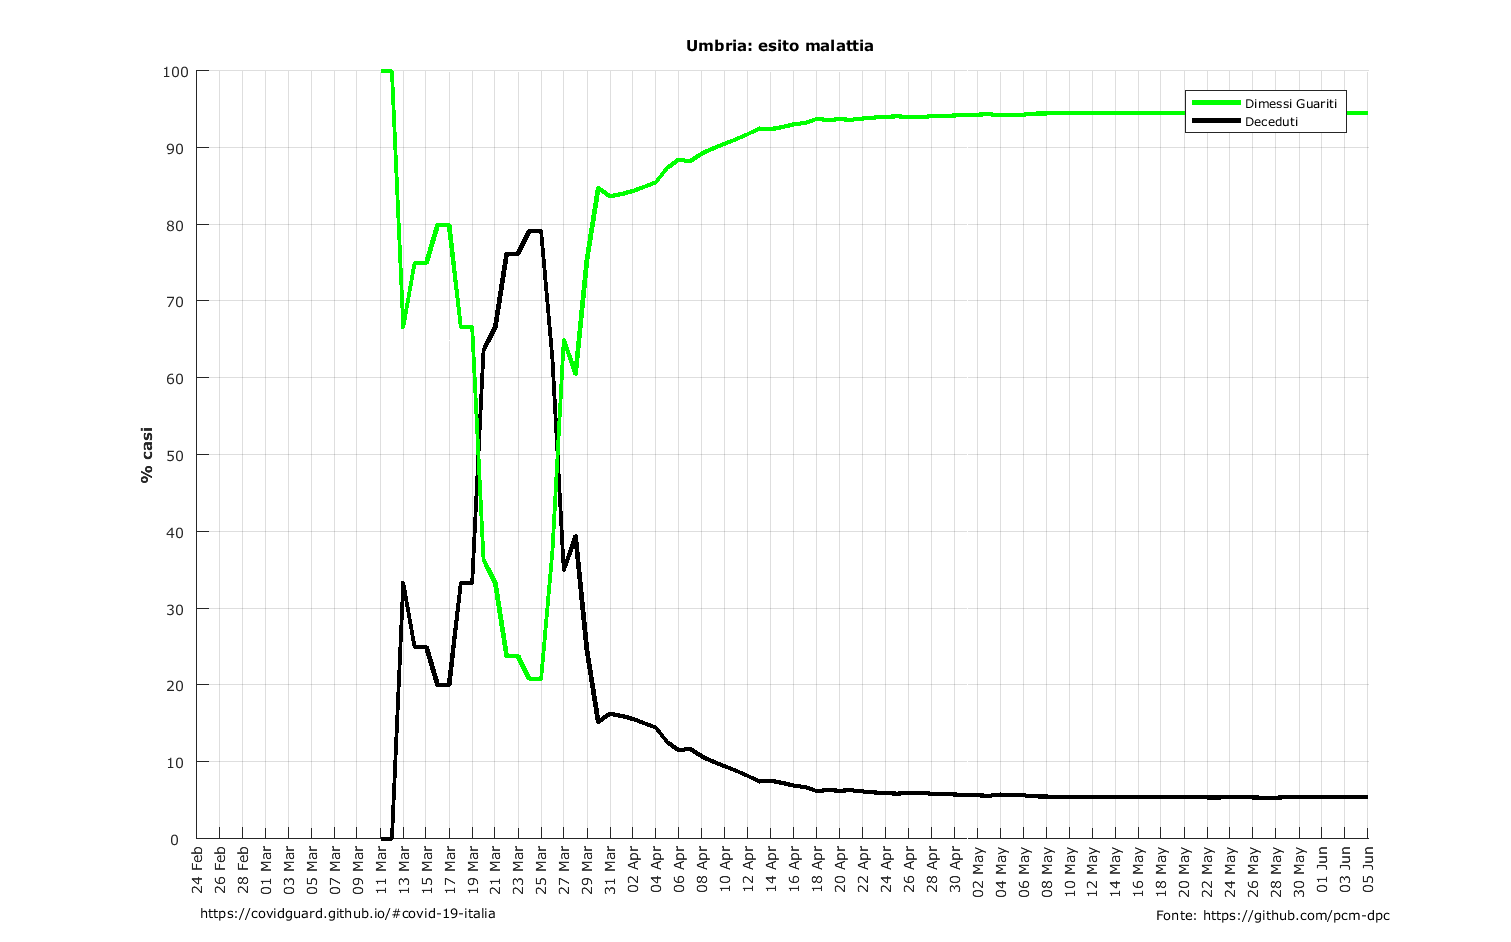 Umbria: esito malattia
100
90
80
70
60
50
40
30
20
10
0
% casi
Dimessi Guariti
Deceduti
24 Feb
26 Feb
28 Feb
01 Mar
03 Mar
05 Mar
07 Mar
09 Mar
11 Mar
13 Mar
15 Mar
17 Mar
19 Mar
21 Mar
23 Mar
25 Mar
27 Mar
29 Mar
31 Mar
02 Apr
04 Apr
06 Apr
08 Apr
10 Apr
12 Apr
14 Apr
16 Apr
18 Apr
20 Apr
22 Apr
24 Apr
26 Apr
28 Apr
30 Apr
02 May
04 May
06 May
08 May
10 May
12 May
14 May
16 May
18 May
20 May
22 May
24 May
26 May
28 May
30 May
01 Jun
03 Jun
05 Jun
https://covidguard.github.io/#covid-19-italia
Fonte: https://github.com/pcm-dpc